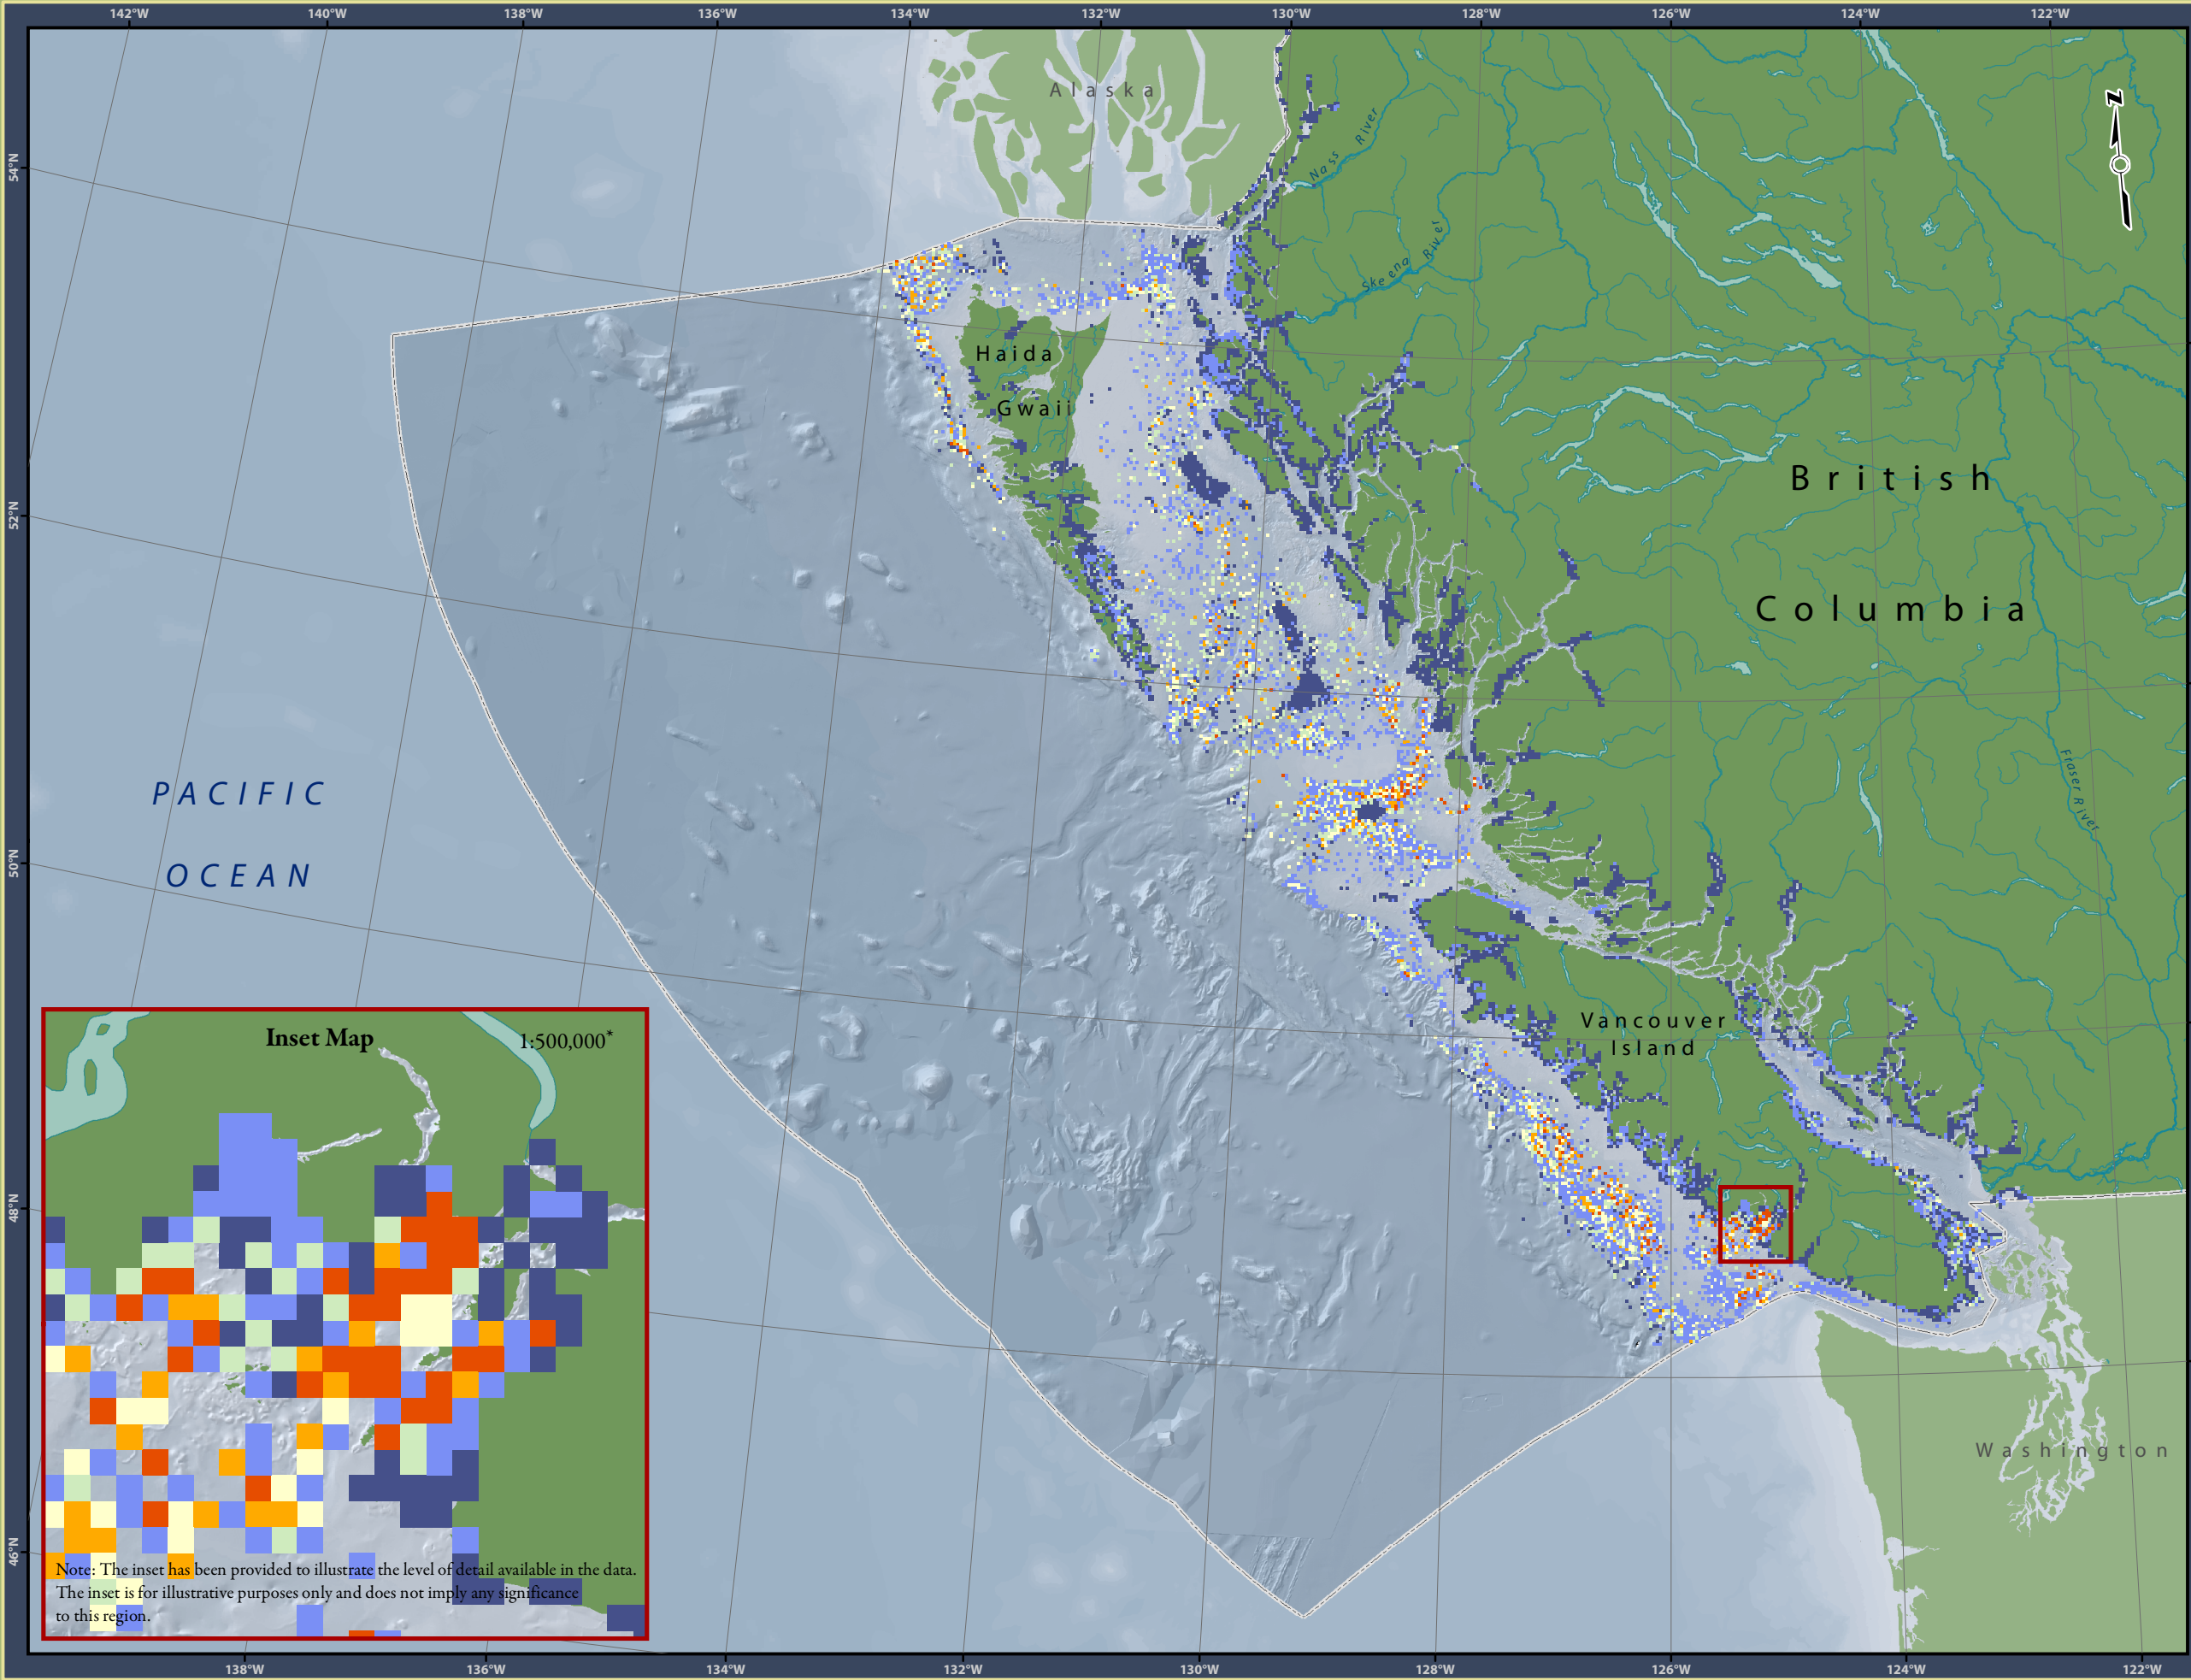 142°W 140°W 138°W 136°W 134°W 132°W 130°W 128°W 126°W 124°W 122°W
Alaska
N
Nass River
54°N
Skeena River
Haida
Gwaii
British
52°N
Columbia
PACIFIC
Fraser River
50°N
OCEAN
Vancouver
Island
Inset Map
1:500,000*
48°N
Washington
46°N
Note: The inset has been provided to illustrate the level of detail available in the data.
The inset is for illustrative purposes only and does not imply any significance
to this region.
138°W 136°W 134°W 132°W 130°W 128°W 126°W 124°W 122°W